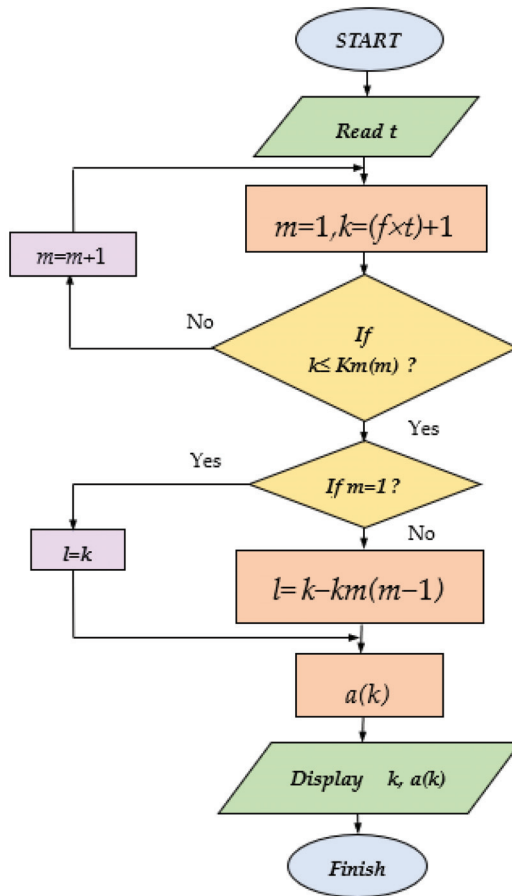 START
Read t
m=1,k=(f×t)+1
m=m+1
No
If
k≤ Km(m) ?
Yes
Yes
If m=1?
No
l=k
l=k−km(m−1)
a(k)
Display k, a(k)
Finish